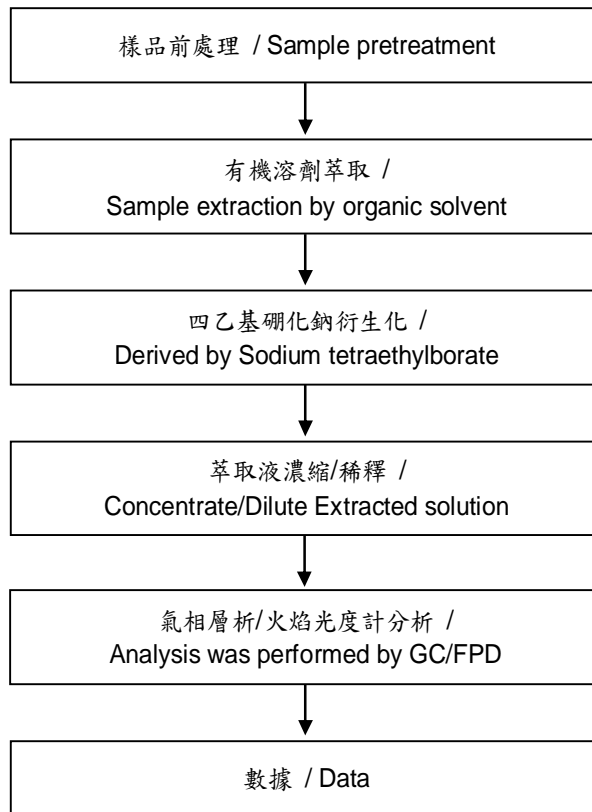 樣品前處理 / Sample pretreatment
有機溶劑萃取 /
Sample extraction by organic solvent
四乙基硼化鈉衍生化 /
Derived by Sodium tetraethylborate
萃取液濃縮/稀釋 /
Concentrate/Dilute Extracted solution
氣相層析/火焰光度計分析 /
Analysis was performed by GC/FPD
數據 / Data